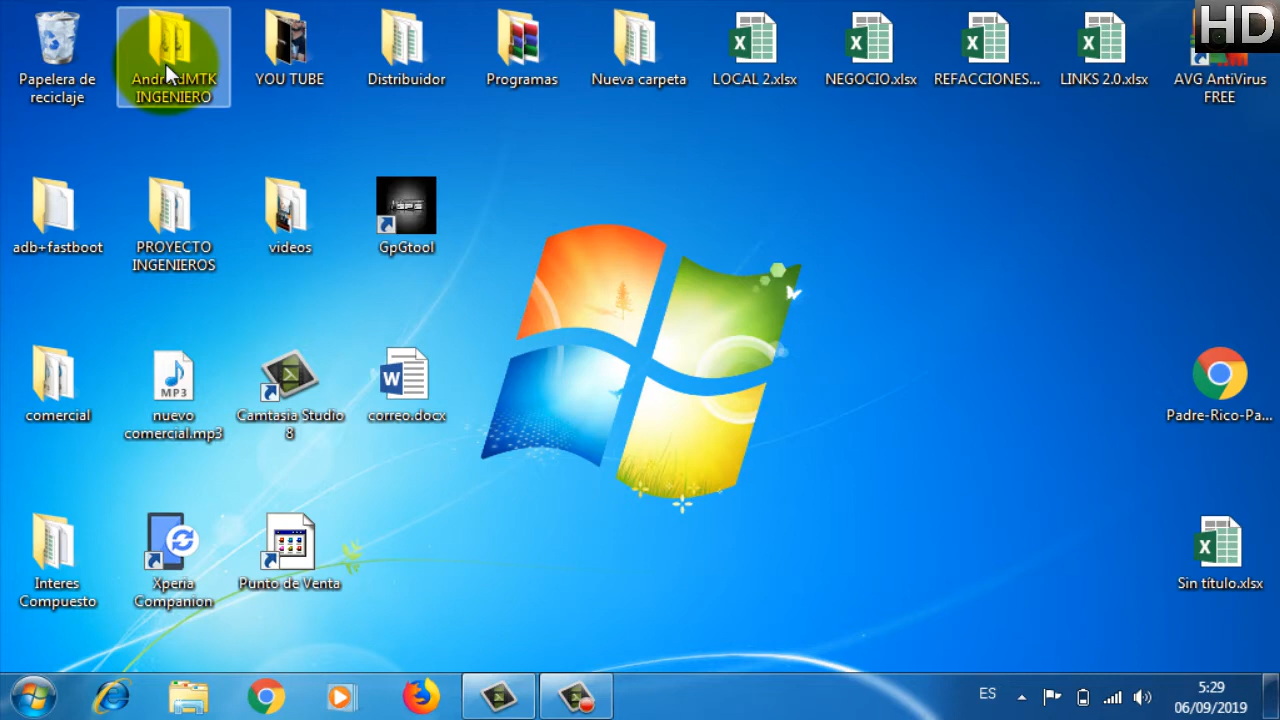 HD
Papelera de
reciclaje
AndroidMTK
INGENIERO
YOU TUBE
Distribuidor
Programas
Nueva carpeta
LOCAL 2.xlsx
NEGOCIO.xlsx
REFACCIONES...
LINKS 2.0.xlsx
AVG AntiVirus
FREE
adb+fastboot
PROYECTO
INGENIEROS
videos
GpGtool
comercial
MP3
nuevo
comercial.mp3
Camtasia Studio
8
W
correo.docx
Padre-Rico-Pa...
Interes
Compuesto
Xperia
Companion
Punto de Venta
Sin título.xlsx
ES
5:29
06/09/2019